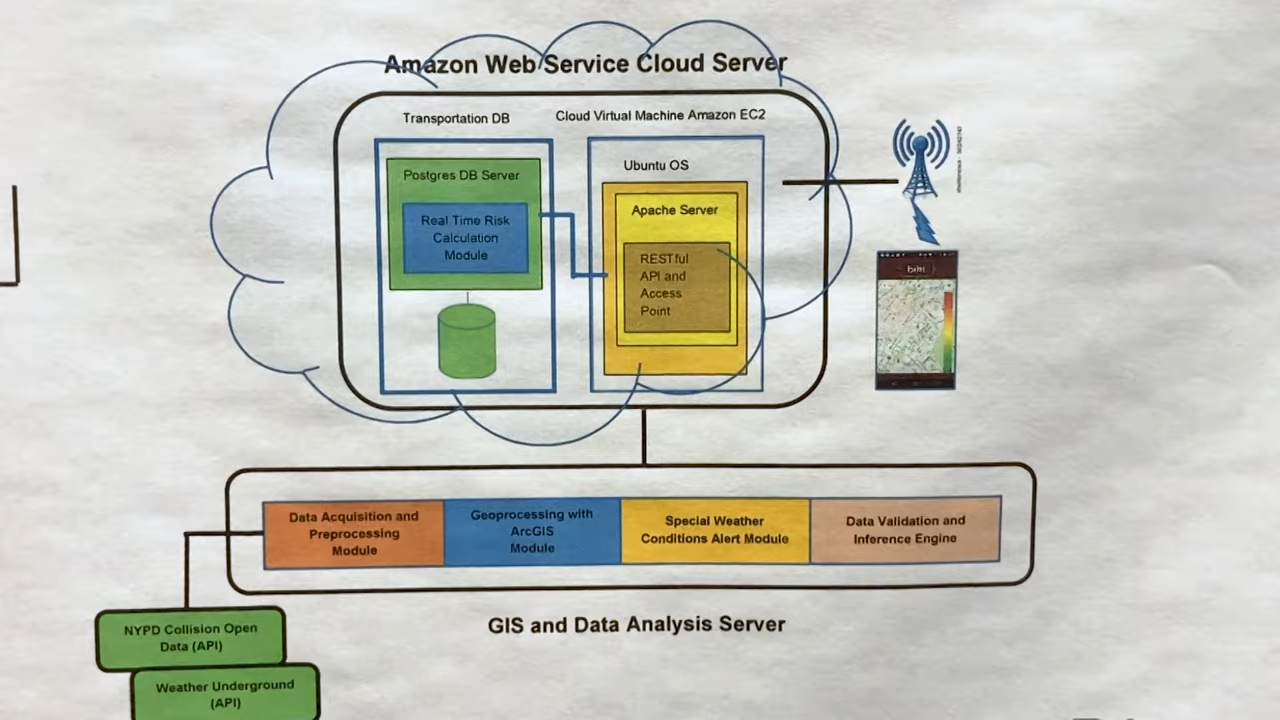 Amazon Web Service Cloud Server
Transportation DB
Cloud Virtual Machine Amazon EC2
Postgres DB Server
Real Time Risk
Calculation
Module
Ubuntu OS
Apache Server
RESTful
API and
Access
Point
Data Acquisition and
Preprocessing
Module
Geoprocessing with
ArcGIS
Module
Special Weather
Conditions Alert Module
Data Validation and
Inference Engine
GIS and Data Analysis Server
NYPD Collision Open
Data (API)
Weather Underground
(API)